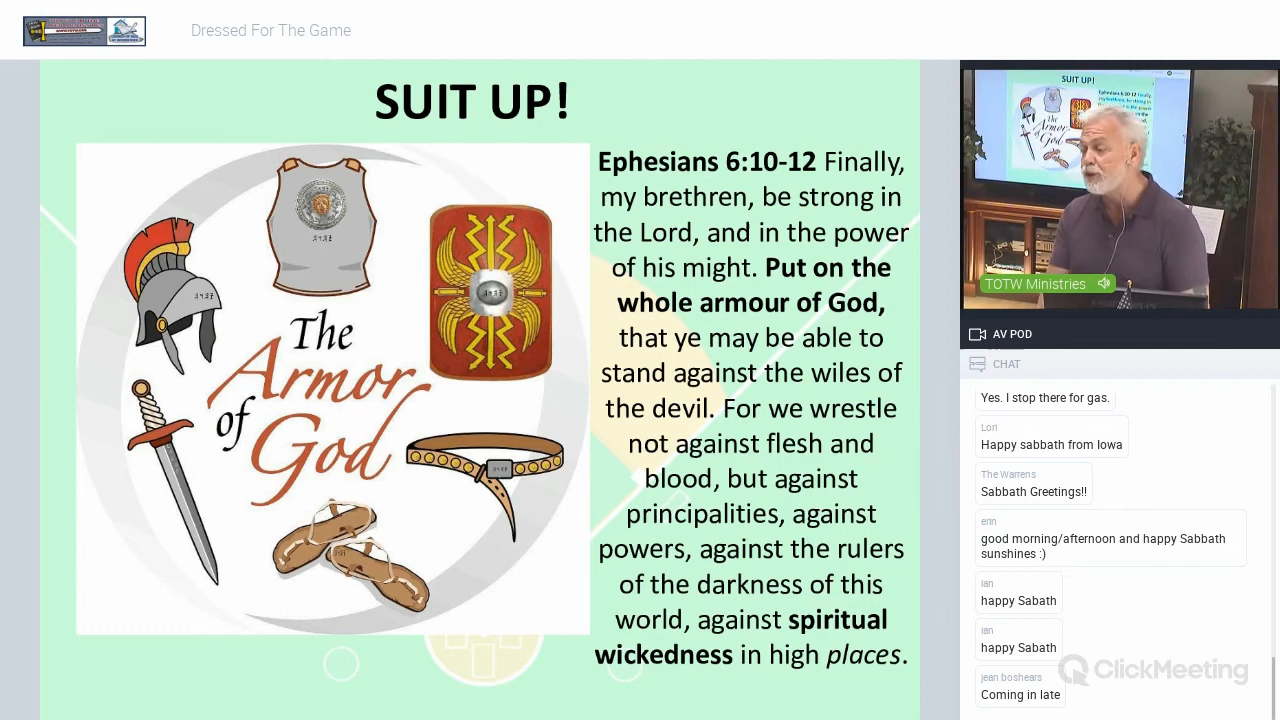 Dressed For The Game
SUIT UP!
The
Armor
of
God
Ephesians 6:10-12 Finally,
my brethren, be strong in
the Lord, and in the power
of his might. Put on the
whole armour of God,
that ye may be able to
stand against the wiles of
the devil. For we wrestle
not against flesh and
blood, but against
principalities, against
powers, against the rulers
of the darkness of this
world, against spiritual
wickedness in high places.
SUIT UP!
The
Armor
of
God
TOTW Ministries
AV POD
CHAT
Yes. I stop there for gas.
Lori
Happy sabbath from Iowa
The Warrens
Sabbath Greetings!!
erin
good morning/afternoon and happy Sabbath
sunshines :)
ian
happy Sabath
ian
happy Sabath
jean boshears
Coming in late
ClickMeeting